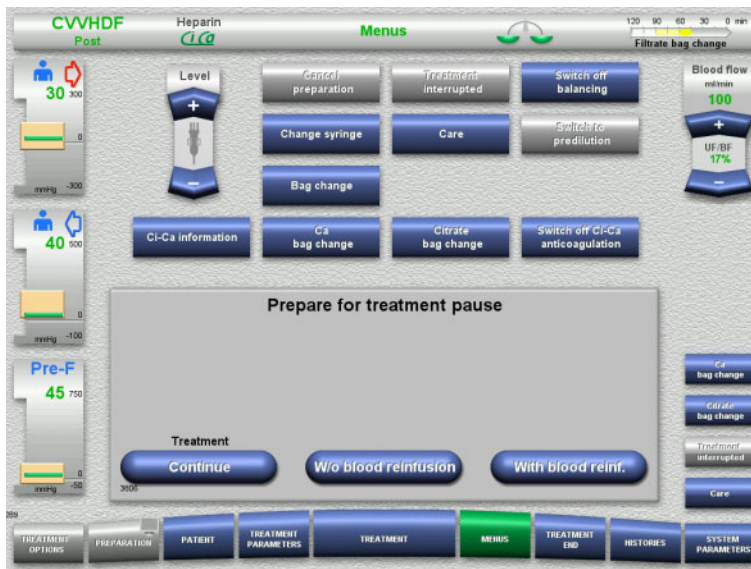 CVVHDF
Post
Heparin
CiCa
Menus
120 90 60 30 0 min
Filtrate bag change
30 300
0
mmHg -300
Level
+
−
Cancel
preparation
Treatment
interrupted
Switch off
balancing
Change syringe
Care
Switch to
predilution
Bag change
Blood flow
ml/min
100
+
UF/BF
17%
−
40 500
0
mmHg -100
Ci-Ca information
Ca
bag change
Citrate
bag change
Switch off Ci-Ca
anticoagulation
Prepare for treatment pause
Treatment
Continue
W/o blood reinfusion
With blood reinf.
3606
Pre-F
45 750
0
mmHg -50
Ca
bag change
Citrate
bag change
Treatment
interrupted
Care
289
TREATMENT
OPTIONS
PREPARATION
PATIENT
TREATMENT
PARAMETERS
TREATMENT
MENUS
TREATMENT
END
HISTORIES
SYSTEM
PARAMETERS